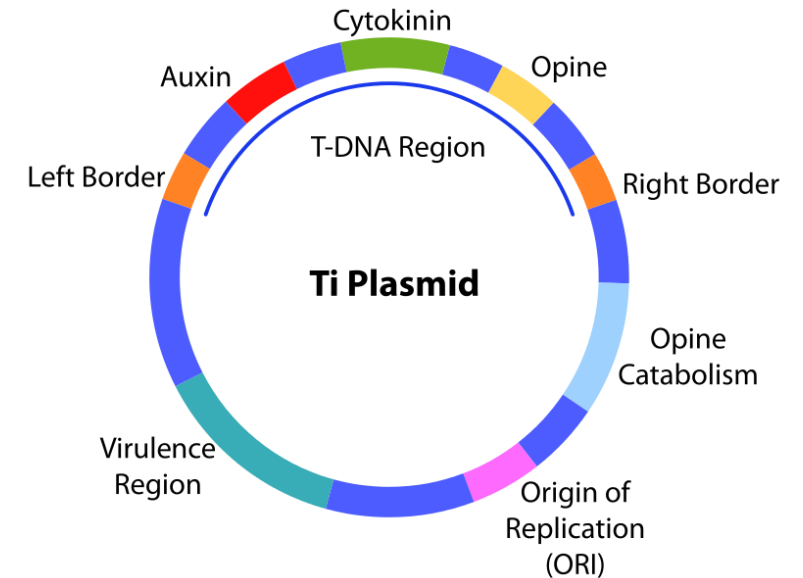 Cytokinin
Auxin
Opine
T-DNA Region
Left Border
Right Border
Ti Plasmid
Opine
Catabolism
Virulence
Region
Origin of
Replication
(ORI)